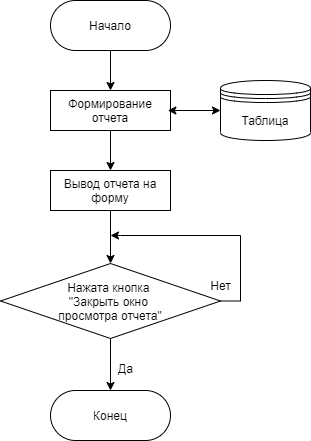 Начало
Формирование
отчета
Таблица
Вывод отчета на
форму
Нажата кнопка
"Закрыть окно
просмотра отчета"
Нет
Да
Конец